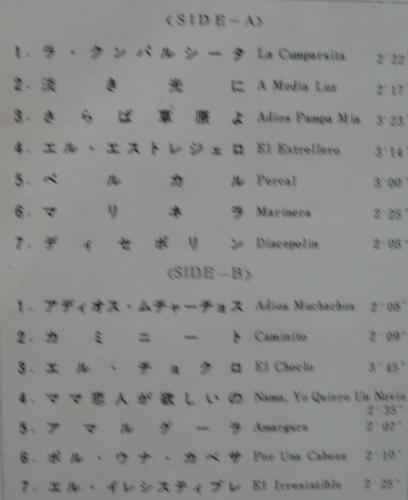 《SIDE-A》
1. ラ・クンパルシータ La Cumparsita 2'22
2. 淡き光に A Media Luz 2'17
3. さらば草原よ Adios Pampa Mia 3'23
4. エル・エストレジェロ El Estrellero 3'14
5. ペルカル Percal 3'00
6. マリネラ Marinera 2'25
7. ディセポリン Discepolin 2'05
《SIDE-B》
1. アディオス・ムチャーチョス Adios Muchachos 2'08
2. カミニート Caminito 2'09
3. エル・チョクロ El Choclo 3'45
4. ママ恋人が欲しいの Nama, Yo Quiero Un Novio
2'35
5. アマルグーラ Amargura 2'07
6. ポル・ウナ・カベサ Por Una Cabeza 2'10
7. エル・イレシスティブレ El Irresistible 2'25